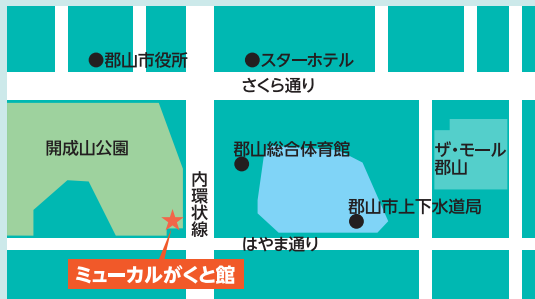 郡山市役所
スターホテル
さくら通り
開成山公園
郡山総合体育館
ザ・モール
郡山
内環状線
郡山市上下水道局
はやま通り
ミューカルがくと館